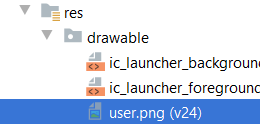 res
drawable
ic_launcher_background
ic_launcher_foreground
user.png (v24)